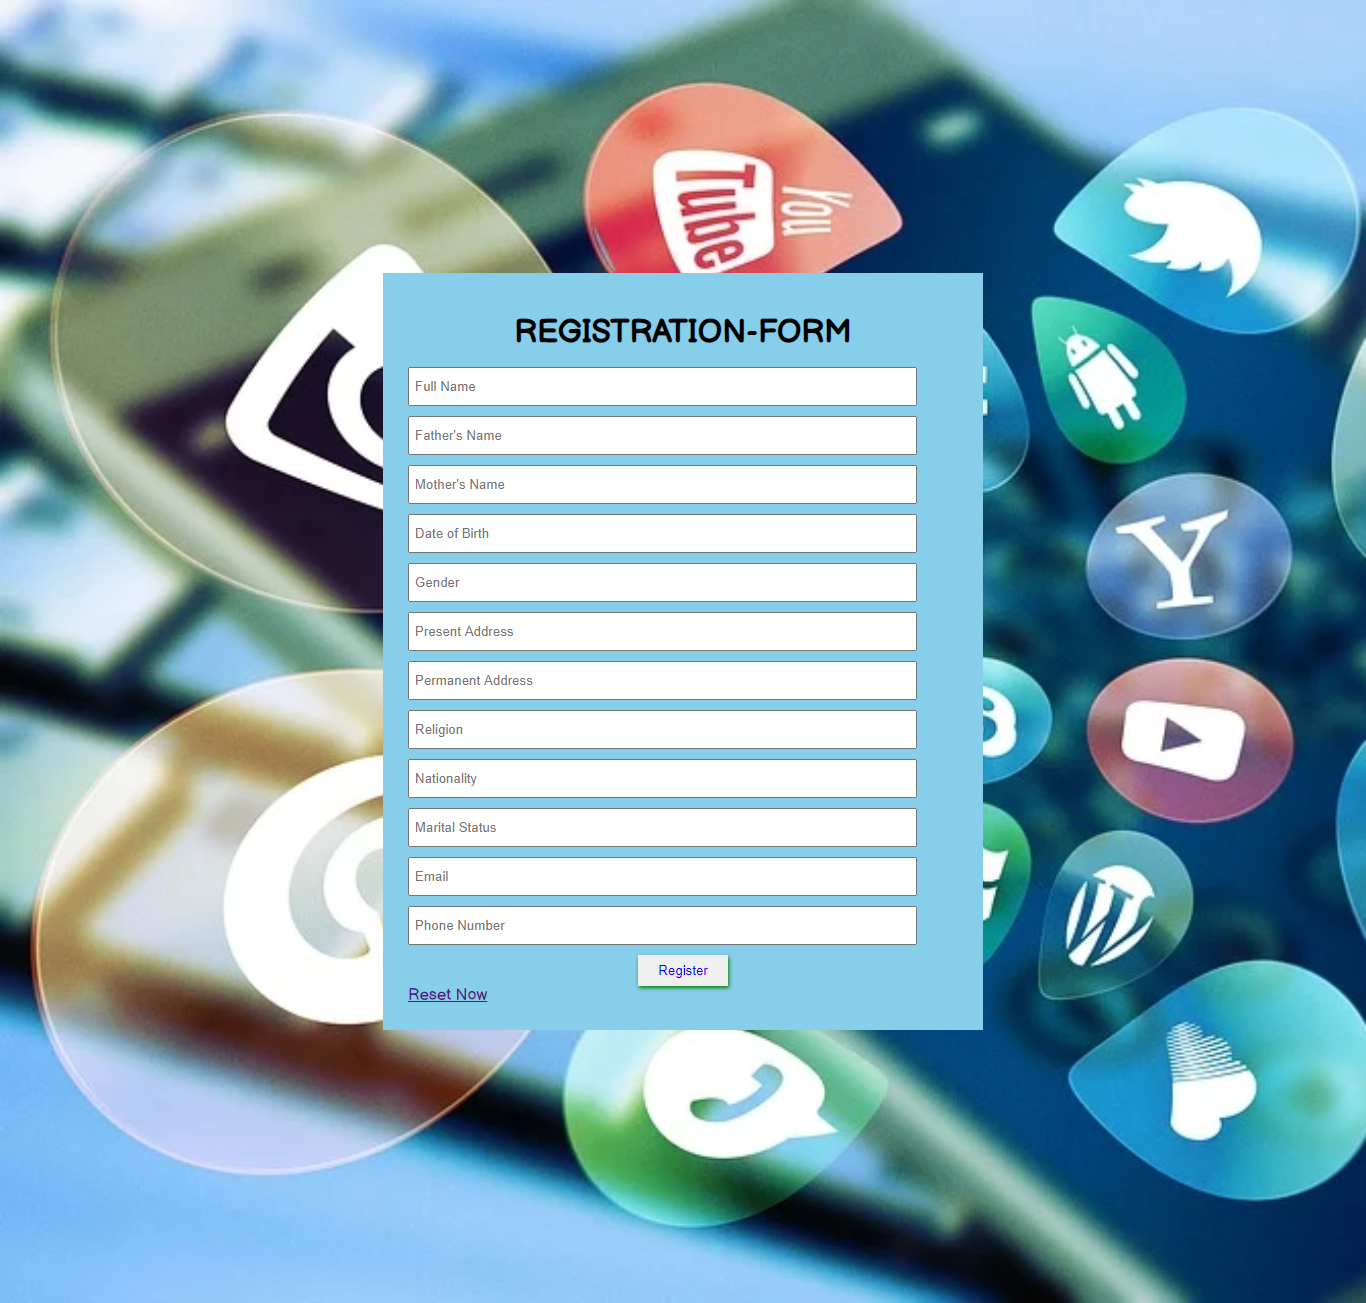 You
Tube
REGISTRATION-FORM
Full Name
Father's Name
Mother's Name
Date of Birth
Gender
Present Address
Permanent Address
Religion
Nationality
Marital Status
Email
Phone Number
Register
Reset Now